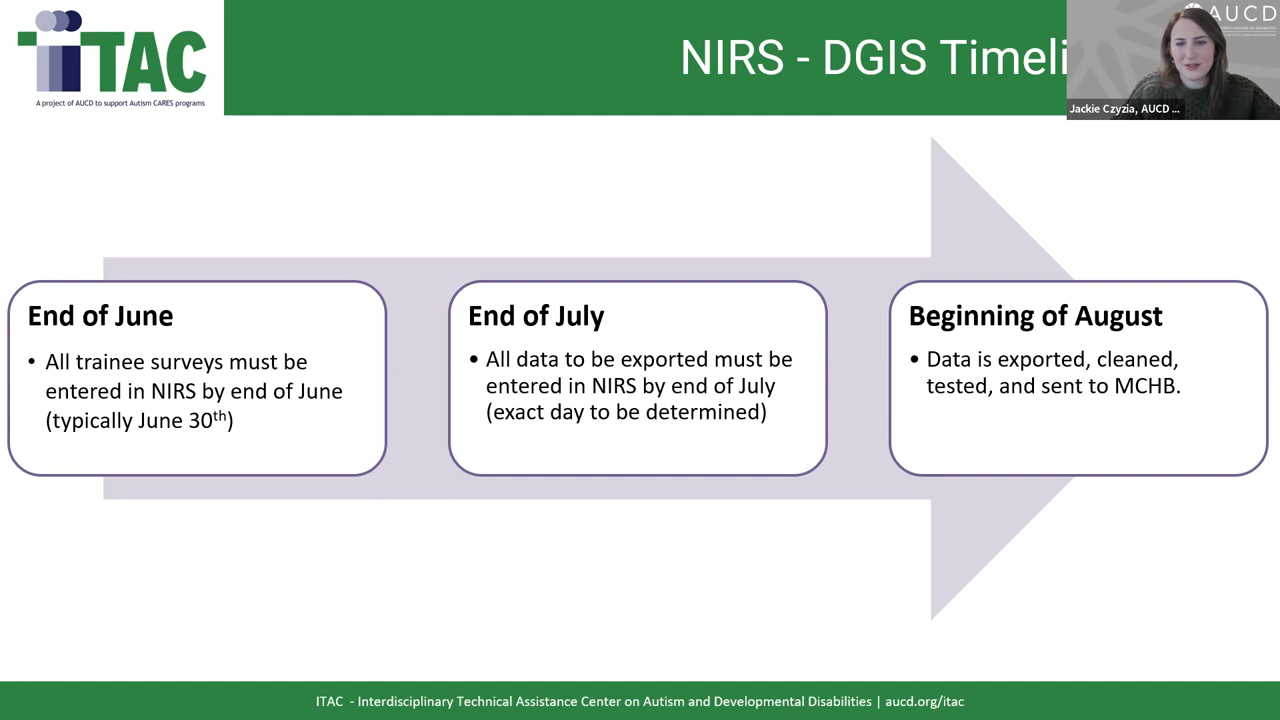 iTAC
A project of AUCD to support Autism CARES programs
NIRS - DGIS Timeli
AUCD
Jackie Czyzia, AUCD ...
End of June
• All trainee surveys must be
entered in NIRS by end of June
(typically June 30th)
End of July
• All data to be exported must be
entered in NIRS by end of July
(exact day to be determined)
Beginning of August
• Data is exported, cleaned,
tested, and sent to MCHB.
ITAC - Interdisciplinary Technical Assistance Center on Autism and Developmental Disabilities | aucd.org/itac